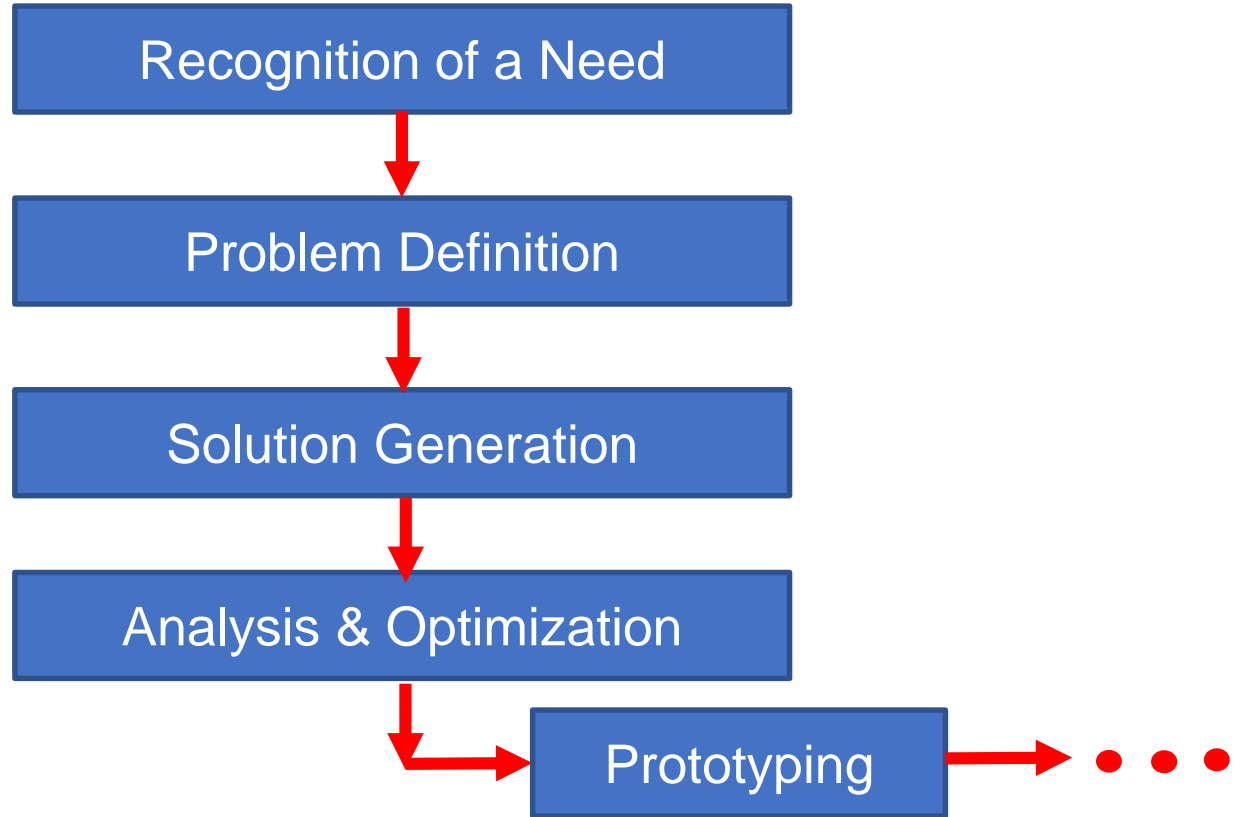 Recognition of a Need
Problem Definition
Solution Generation
Analysis & Optimization
Prototyping